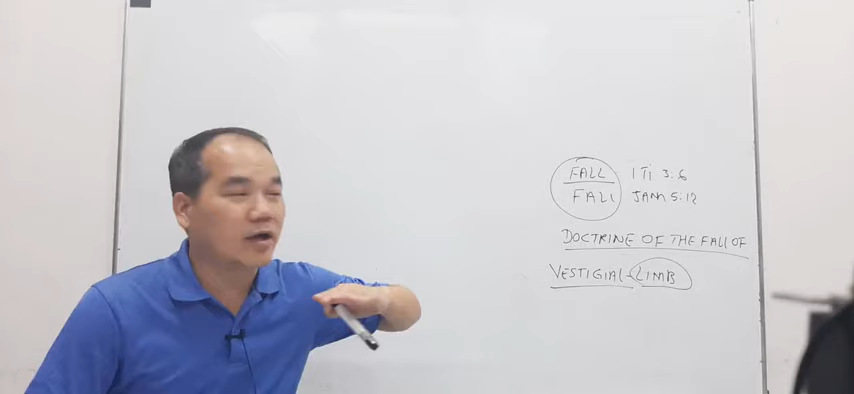 FALL 1 Ti 3:6
FALL JAM 5:12
DOCTRINE OF THE FALL OF
VESTIGIAL LIMB